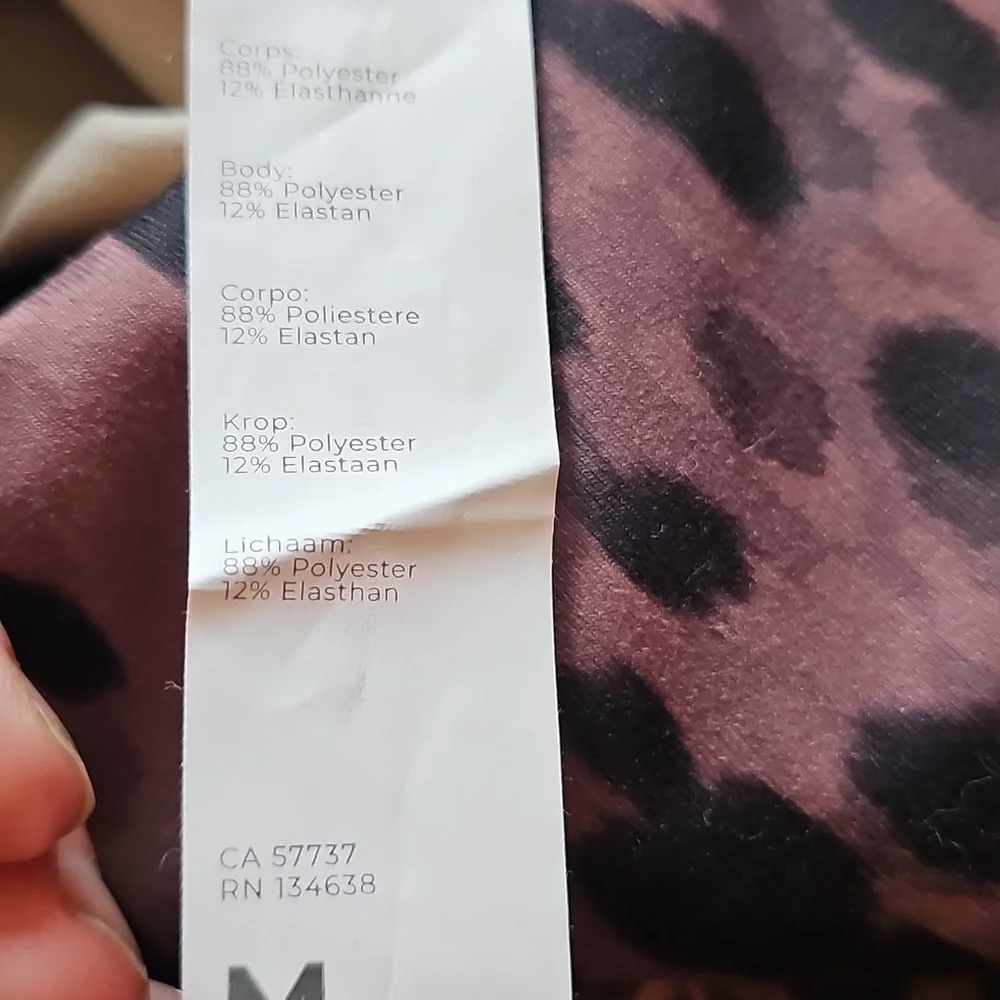 Corps:
88% Polyester
12% Elasthanne
Body:
88% Polyester
12% Elastan
Corpo:
88% Poliestere
12% Elastan
Krop:
88% Polyester
12% Elastaan
Lichaam:
88% Polyester
12% Elasthan
CA 57737
RN 134638
M